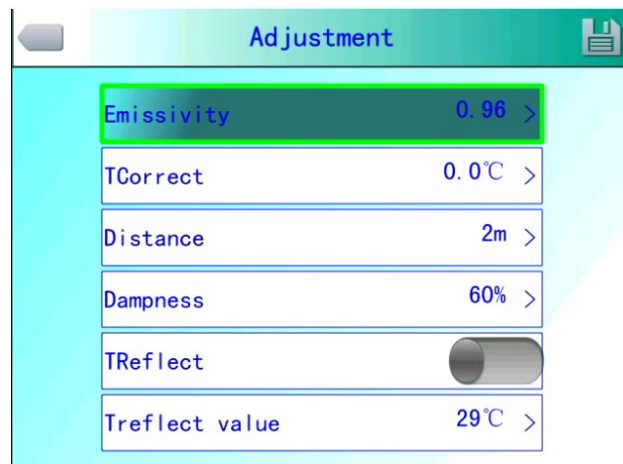 Adjustment
Emissivity 0.96 >
TCorrect 0.0℃ >
Distance 2m >
Dampness 60% >
TReflect
Treflect value 29℃ >